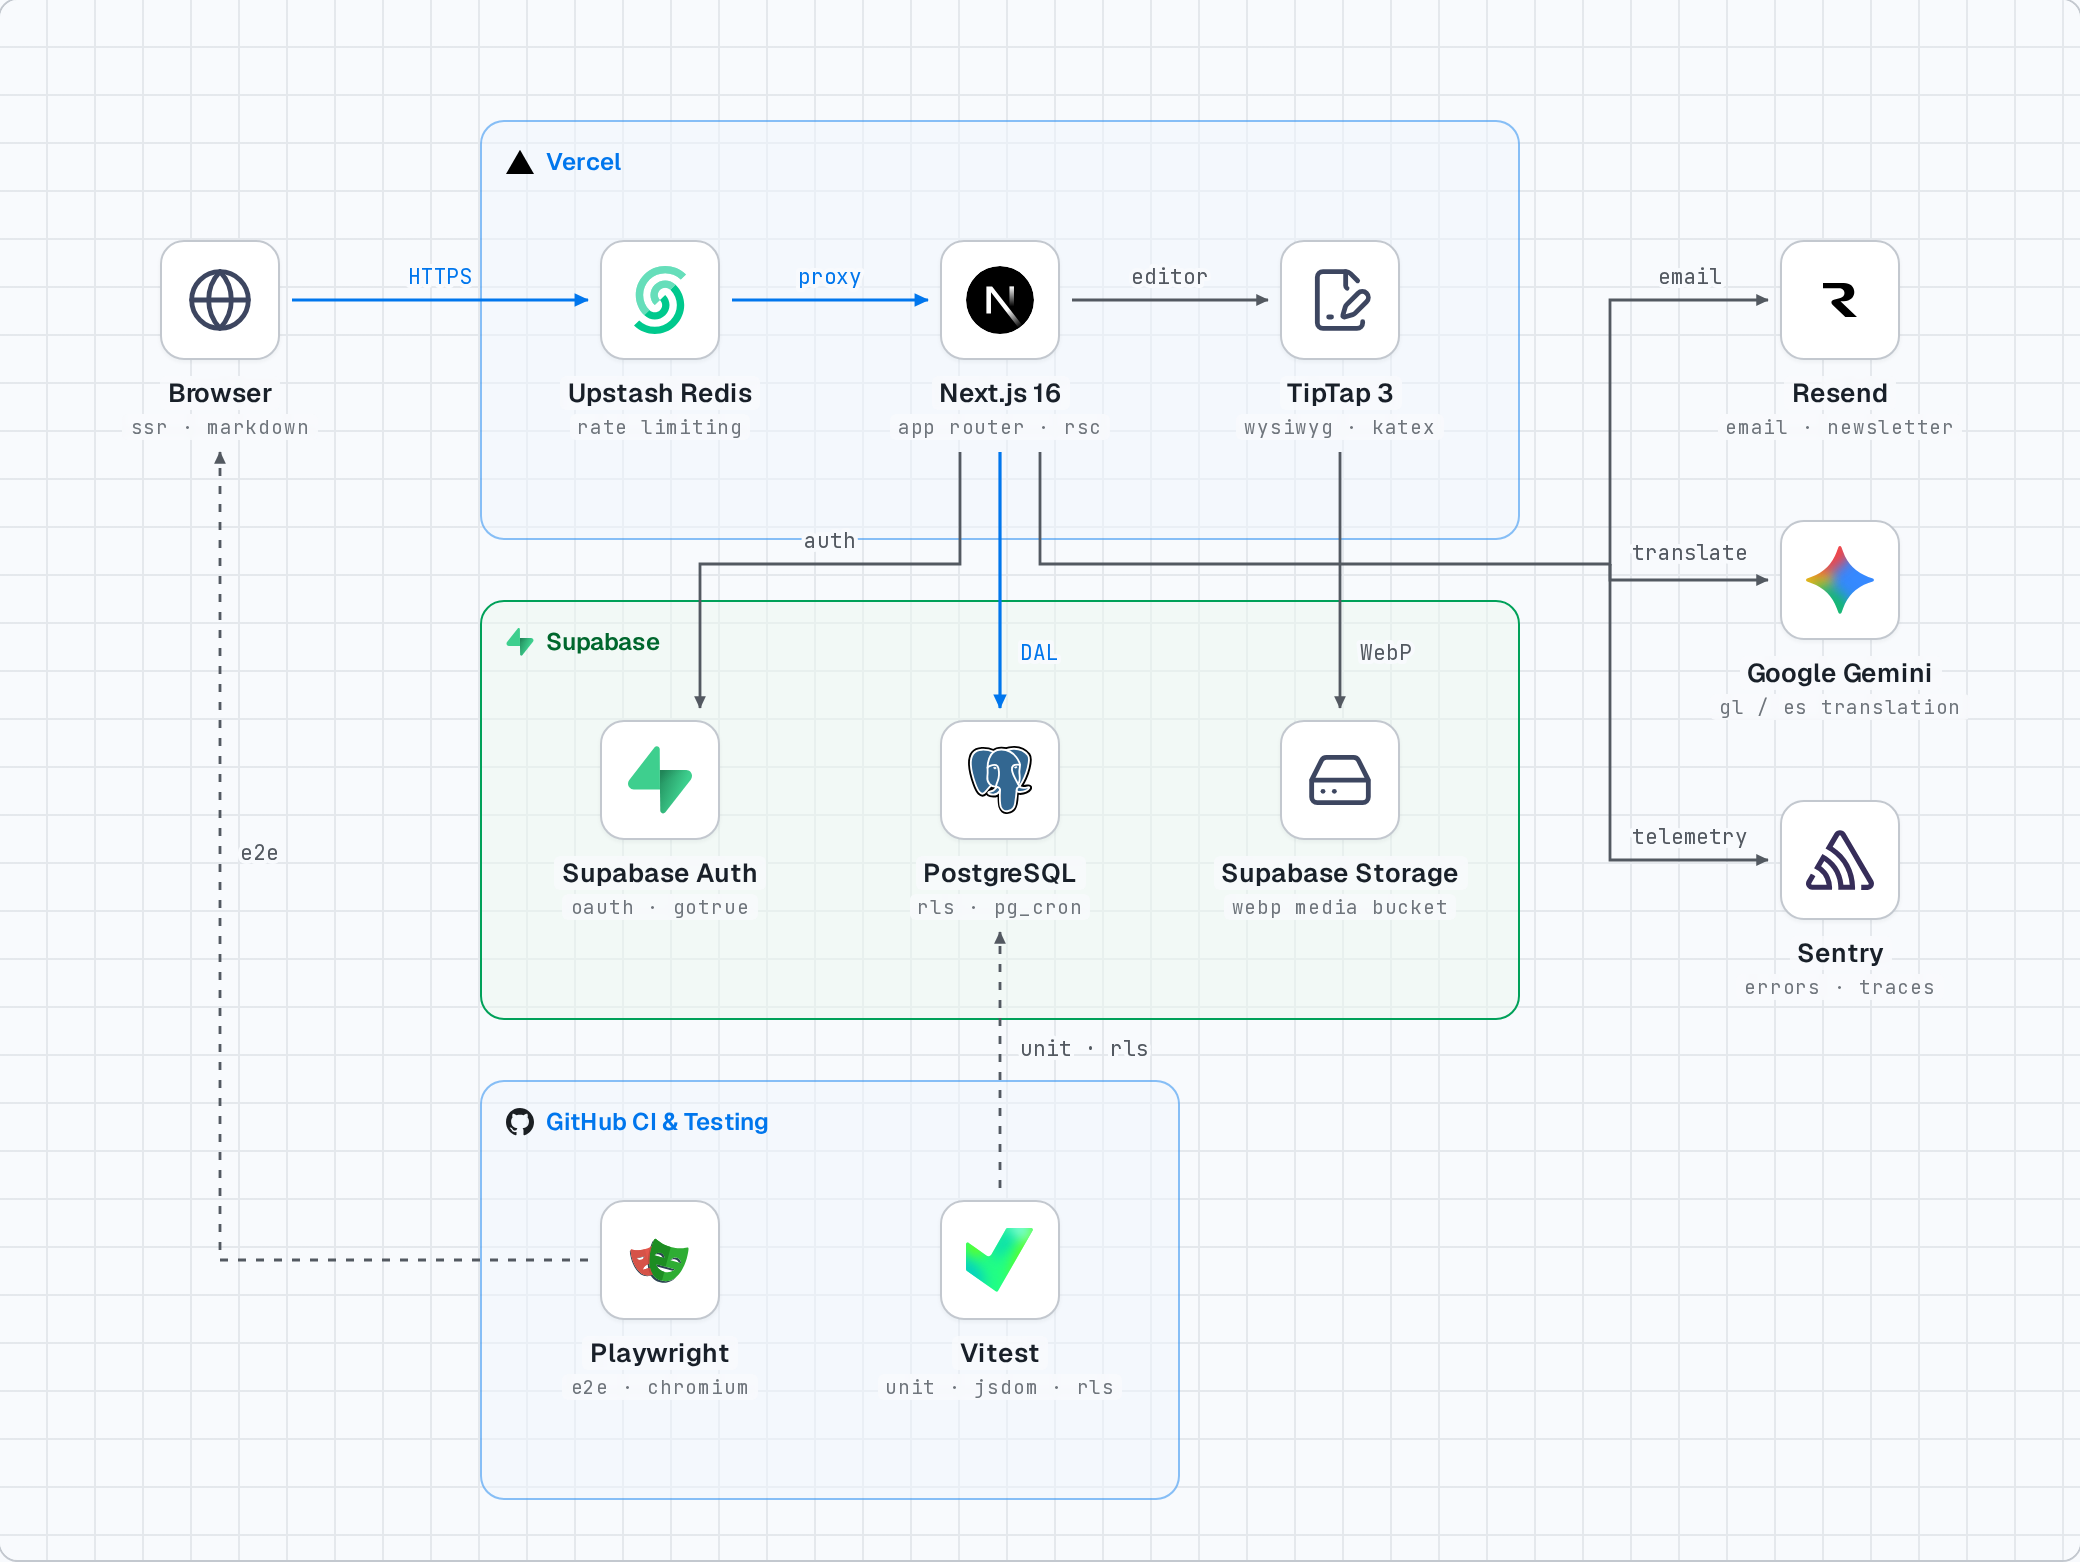 Vercel
HTTPS
proxy
editor
email
Browser
ssr · markdown
Upstash Redis
rate limiting
Next.js 16
app router · rsc
TipTap 3
wysiwyg · katex
Resend
email · newsletter
auth
translate
Supabase
DAL
WebP
Google Gemini
gl / es translation
telemetry
e2e
Supabase Auth
oauth · gotrue
PostgreSQL
rls · pg_cron
Supabase Storage
webp media bucket
Sentry
errors · traces
unit · rls
GitHub CI & Testing
Playwright
e2e · chromium
Vitest
unit · jsdom · rls